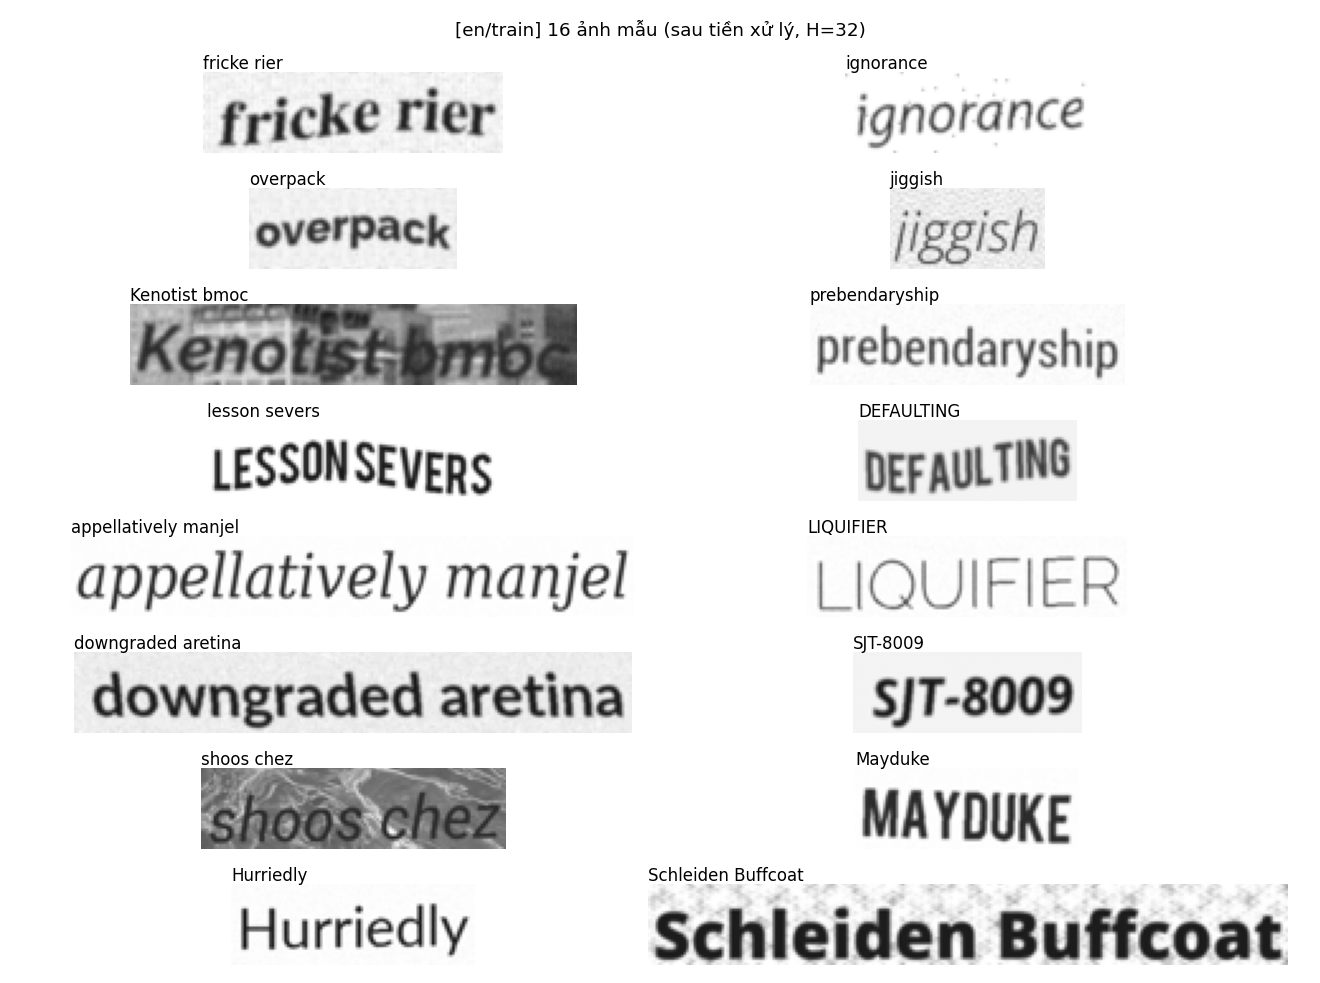 [en/train] 16 ảnh mẫu (sau tiền xử lý, H=32)
fricke rier
fricke rier
ignorance
ignorance
overpack
overpack
jiggish
jiggish
Kenotist bmoc
Kenotist bmoc
prebendaryship
prebendaryship
lesson severs
LESSON SEVERS
DEFAULTING
DEFAULTING
appellatively manjel
appellatively manjel
LIQUIFIER
LIQUIFIER
downgraded aretina
downgraded aretina
SJT-8009
SJT-8009
shoos chez
shoos chez
Mayduke
MAYDUKE
Hurriedly
Hurriedly
Schleiden Buffcoat
Schleiden Buffcoat